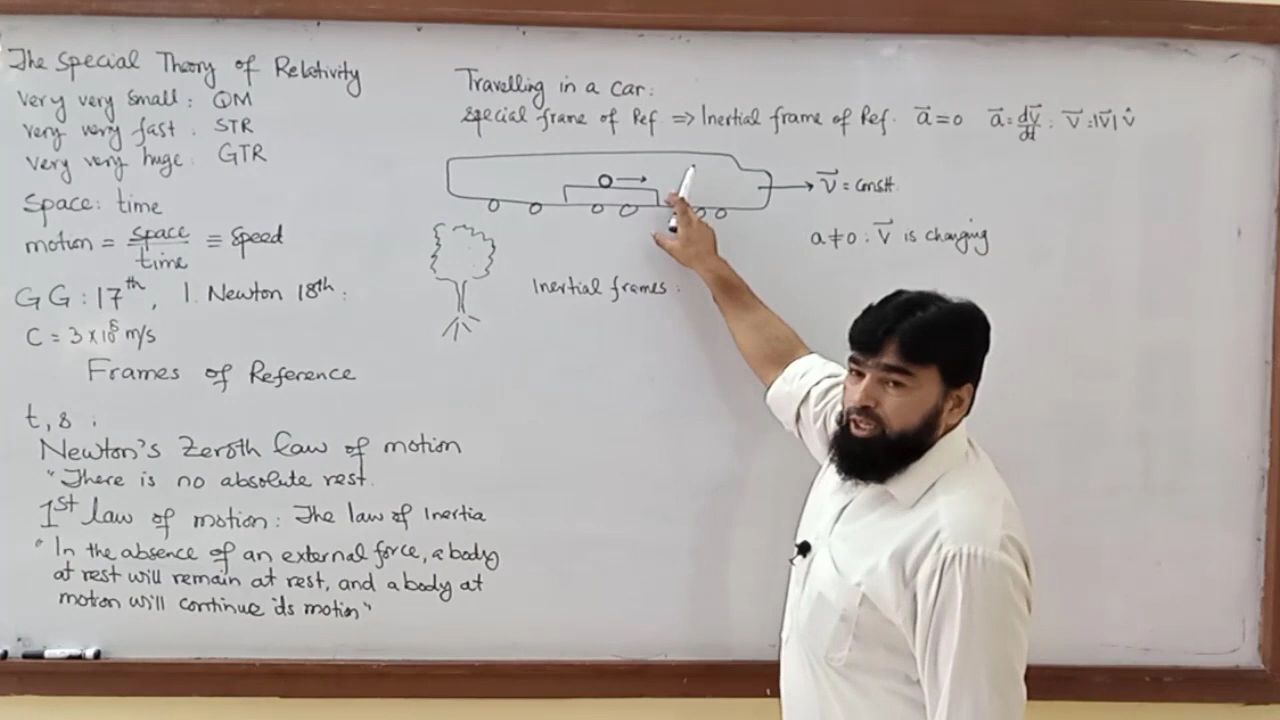 The Special Theory of Relativity
very very small: QM
very very fast: STR
very very huge: GTR
Space: time
motion = space/time ≡ Speed
GG: 17th, I. Newton 18th:
C = 3 × 10⁸ m/s
Frames of Reference
t, s:
Newton's Zeroth law of motion
"There is no absolute rest.
1st law of motion: The law of Inertia
"In the absence of an external force, a body
at rest will remain at rest, and a body at
motion will continue its motion"
Travelling in a car:
special frame of Ref ⇒ Inertial frame of Ref. a⃗ = 0 a⃗ = dv⃗/dt : v⃗ = |v⃗| v̂
v⃗ = constt.
a ≠ 0 : v⃗ is changing
Inertial frames: